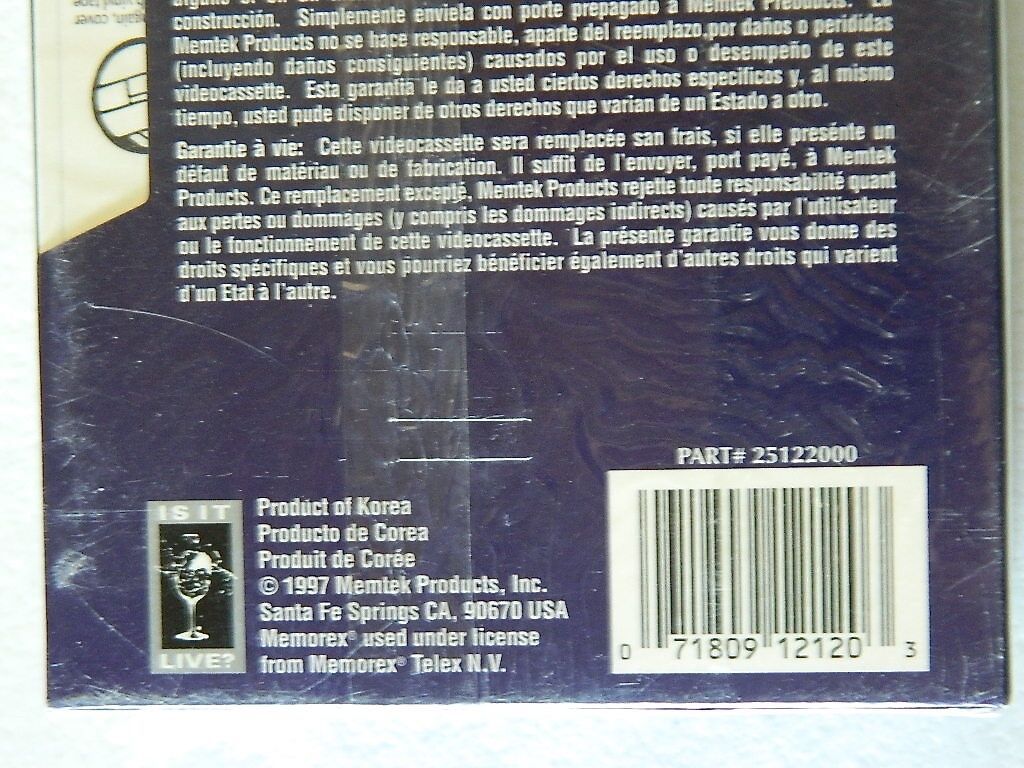 construcción. Simplemente enviela con porte prepagado a Memtek Preducts. La
Memtek Products no se hace responsable, aparte del reemplazo.por daños o perididas
(incluyendo daños consiguientes) causados por el uso o desempeño de este
videocassette. Esta garantía le da a usted ciertos derechos específicos y, al mismo
tiempo, usted pude disponer de otros derechos que varian de un Estado a otro.
Garantie à vie: Cette videocassette sera remplacée san frais, si elle presénte un
défaut de matériau ou de fabrication. Il suffit de l'envoyer, port payé, à Memtek
Products. Ce remplacement excepté, Memtek Products rejette toute responsabilité quant
aux pertes ou dommages (y compris les dommages indirects) causés par l'utilisateur
ou le fonctionnement de cette videocassette. La présente garantie vous donne des
droits spécifiques et vous pourriez bénéficier également d'autres droits qui varient
d'un Etat à l'autre.
PART# 25122000
IS IT
LIVE?
Product of Korea
Producto de Corea
Produit de Corée
© 1997 Memtek Products, Inc.
Santa Fe Springs CA, 90670 USA
Memorex® used under license
from Memorex® Telex N.V.
0 71809 12120 3